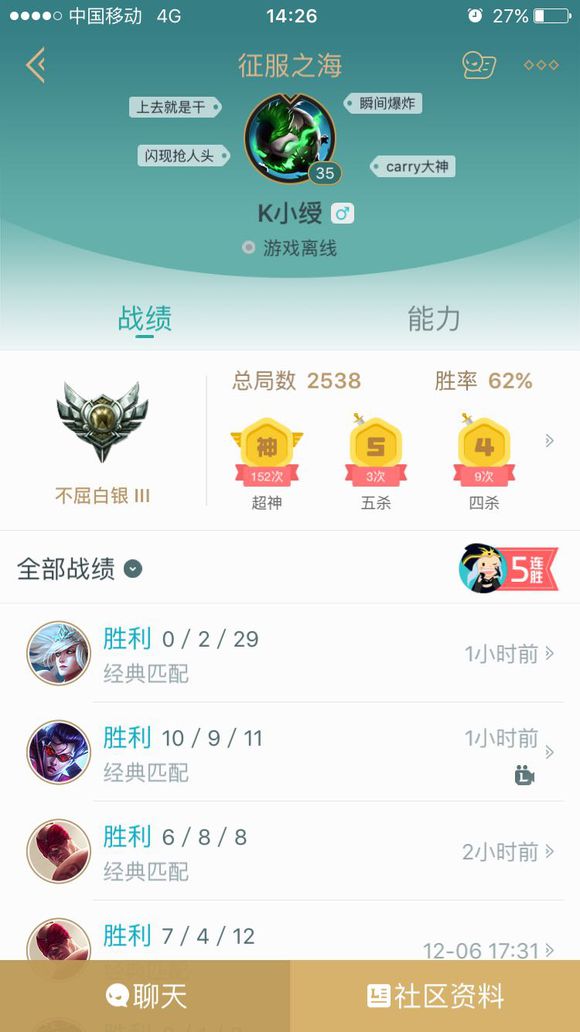 中国移动 4G 14:26 27%
征服之海
上去就是干 瞬间爆炸
闪现抢人头 carry大神
35
K小绶
游戏离线
战绩 能力
总局数 2538 胜率 62%
神 5 4
152次 3次 9次
不屈白银 III 超神 五杀 四杀
全部战绩 5连胜
胜利 0 / 2 / 29
1小时前
经典匹配
胜利 10 / 9 / 11
1小时前
经典匹配
胜利 6 / 8 / 8
2小时前
经典匹配
胜利 7 / 4 / 12
12-06 17:31
聊天 社区资料